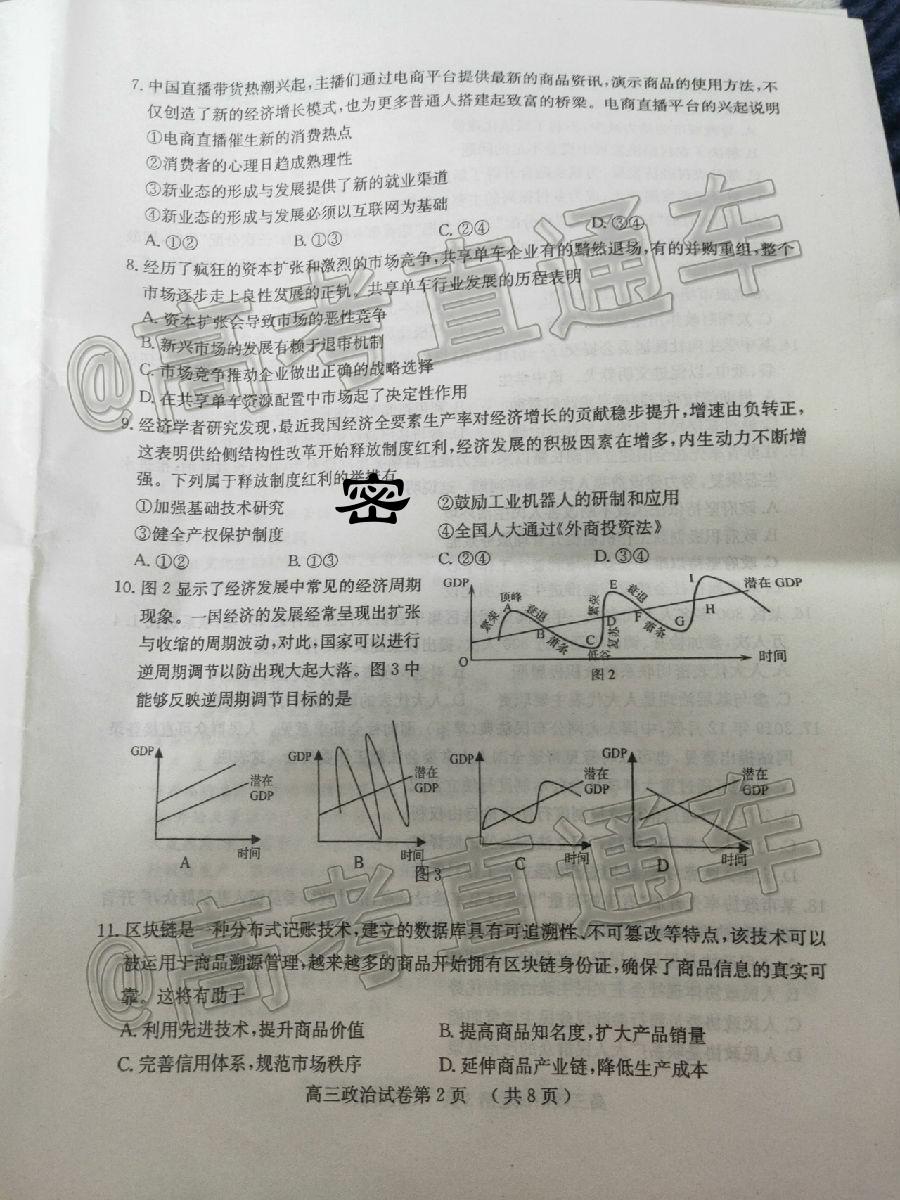 7. 中国直播带货热潮兴起,主播们通过电商平台提供最新的商品资讯,演示商品的使用方法,不
仅创造了新的经济增长模式,也为更多普通人搭建起致富的桥梁。电商直播平台的兴起说明
①电商直播催生新的消费热点
②消费者的心理日趋成熟理性
③新业态的形成与发展提供了新的就业渠道
④新业态的形成与发展必须以互联网为基础
A. ①② B. ①③ C. ②④ D. ③④
8. 经历了疯狂的资本扩张和激烈的市场竞争,共享单车企业有的黯然退场,有的并购重组,整个
市场逐步走上良性发展的正轨。共享单车行业发展的历程表明
A. 资本扩张会导致市场的恶性竞争
B. 新兴市场的发展有赖于退市机制
C. 市场竞争推动企业做出正确的战略选择
D. 在共享单车资源配置中市场起了决定性作用
9. 经济学者研究发现,最近我国经济全要素生产率对经济增长的贡献稳步提升,增速由负转正,
这表明供给侧结构性改革开始释放制度红利,经济发展的积极因素在增多,内生动力不断增
强。下列属于释放制度红利的举措有
密
①加强基础技术研究 ②鼓励工业机器人的研制和应用
③健全产权保护制度 ④全国人大通过《外商投资法》
A. ①② B. ①③ C. ②④ D. ③④
10. 图 2 显示了经济发展中常见的经济周期
现象。一国经济的发展经常呈现出扩张
与收缩的周期波动,对此,国家可以进行
逆周期调节以防出现大起大落。图 3 中
能够反映逆周期调节目标的是
GDP 顶峰 E I 潜在 GDP
繁荣 A 衰退 繁荣 衰退 H
B 萧条 D F 萧条 G
C 低谷 复苏
O 时间
图 2
GDP 潜在 GDP 时间 A
GDP 潜在 GDP 时间 B
GDP 潜在 GDP 时间 C
GDP 潜在 GDP 时间 D
图 3
11. 区块链是一种分布式记账技术,建立的数据库具有可追溯性、不可篡改等特点,该技术可以
被运用于商品溯源管理,越来越多的商品开始拥有区块链身份证,确保了商品信息的真实可
靠。这将有助于
A. 利用先进技术,提升商品价值 B. 提高商品知名度,扩大产品销量
C. 完善信用体系,规范市场秩序 D. 延伸商品产业链,降低生产成本
高三政治试卷第 2 页 (共 8 页)
@高考直通车
@高考直通车